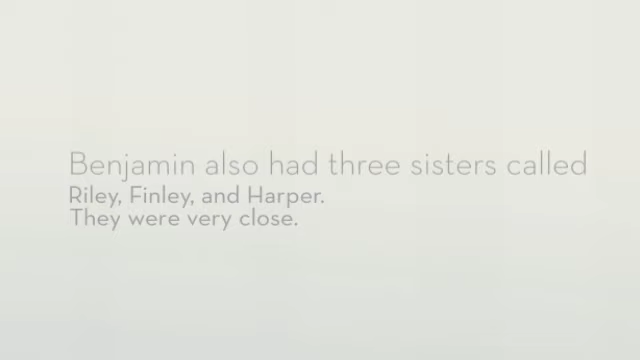 Benjamin also had three sisters called
Riley, Finley, and Harper.
They were very close.